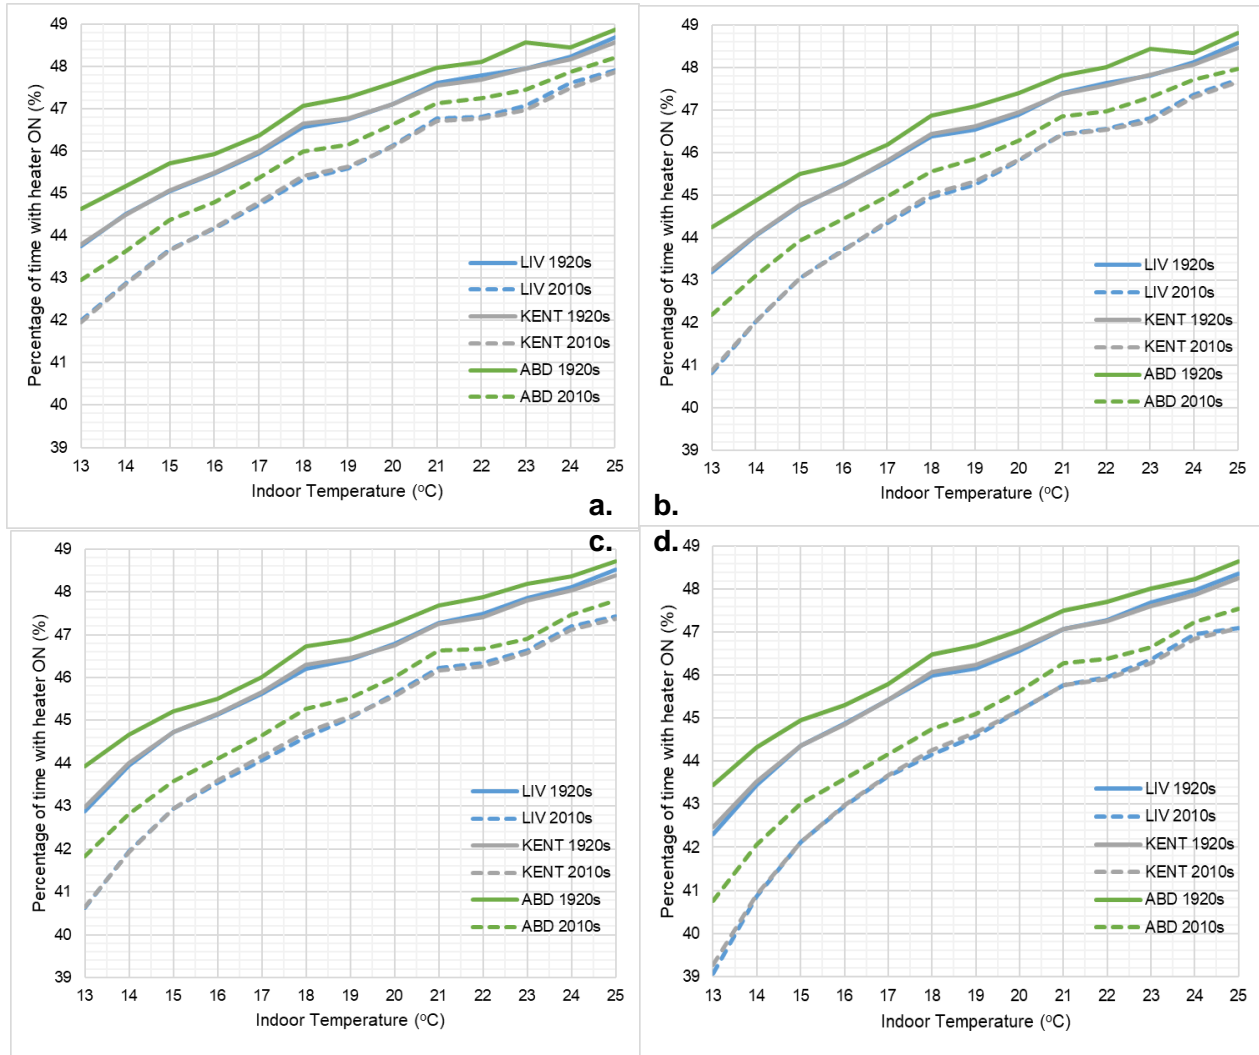 Percentage of time with heater ON (%)
49
48
47
46
45
44
43
42
41
40
39
LIV 1920s
LIV 2010s
KENT 1920s
KENT 2010s
ABD 1920s
ABD 2010s
13 14 15 16 17 18 19 20 21 22 23 24 25
Indoor Temperature (oC)
a.
Percentage of time with heater ON (%)
49
48
47
46
45
44
43
42
41
40
39
LIV 1920s
LIV 2010s
KENT 1920s
KENT 2010s
ABD 1920s
ABD 2010s
13 14 15 16 17 18 19 20 21 22 23 24 25
Indoor Temperature (oC)
b.
c.
Percentage of time with heater ON (%)
49
48
47
46
45
44
43
42
41
40
39
LIV 1920s
LIV 2010s
KENT 1920s
KENT 2010s
ABD 1920s
ABD 2010s
13 14 15 16 17 18 19 20 21 22 23 24 25
Indoor Temperature (oC)
d.
Percentage of time with heater ON (%)
49
48
47
46
45
44
43
42
41
40
39
LIV 1920s
LIV 2010s
KENT 1920s
KENT 2010s
ABD 1920s
ABD 2010s
13 14 15 16 17 18 19 20 21 22 23 24 25
Indoor Temperature (oC)